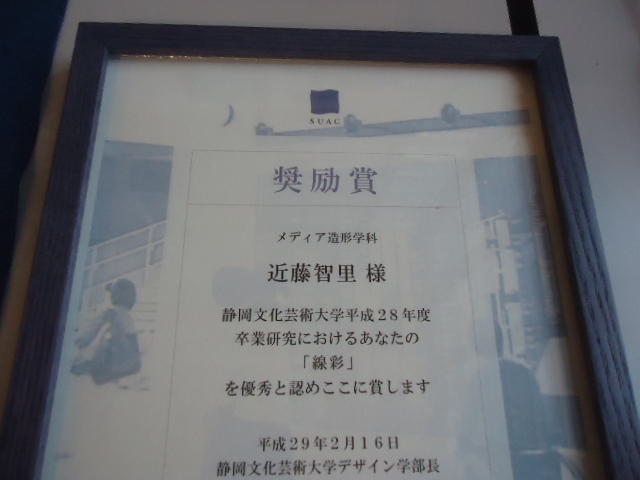 SUAC
奨励賞
メディア造形学科
近藤智里 様
静岡文化芸術大学平成28年度
卒業研究におけるあなたの
「線彩」
を優秀と認めここに賞します
平成29年2月16日
静岡文化芸術大学デザイン学部長